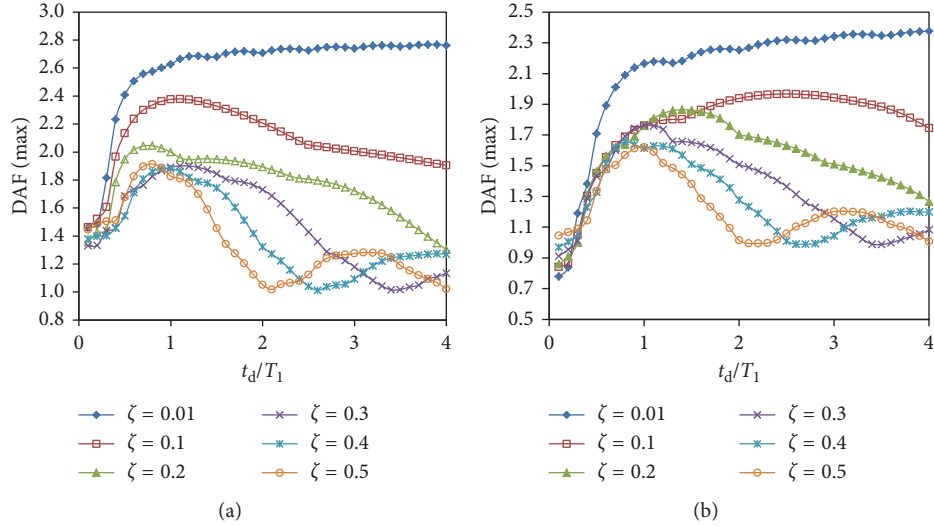 3.0
2.8
2.6
2.4
2.2
2.0
1.8
1.6
1.4
1.2
1.0
0.8
DAF (max)
0 1 2 3 4
t_d/T_1
ζ = 0.01
ζ = 0.1
ζ = 0.2
ζ = 0.3
ζ = 0.4
ζ = 0.5
(a)
2.5
2.3
2.1
1.9
1.7
1.5
1.3
1.1
0.9
0.7
0.5
DAF (max)
0 1 2 3 4
t_d/T_1
ζ = 0.01
ζ = 0.1
ζ = 0.2
ζ = 0.3
ζ = 0.4
ζ = 0.5
(b)